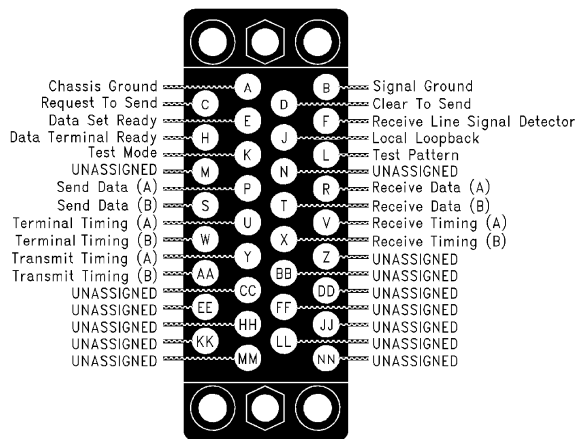 Chassis Ground A B Signal Ground
Request To Send C D Clear To Send
Data Set Ready E F Receive Line Signal Detector
Data Terminal Ready H J Local Loopback
Test Mode K L Test Pattern
UNASSIGNED M N UNASSIGNED
Send Data (A) P R Receive Data (A)
Send Data (B) S T Receive Data (B)
Terminal Timing (A) U V Receive Timing (A)
Terminal Timing (B) W X Receive Timing (B)
Transmit Timing (A) Y Z UNASSIGNED
Transmit Timing (B) AA BB UNASSIGNED
UNASSIGNED CC DD UNASSIGNED
UNASSIGNED EE FF UNASSIGNED
UNASSIGNED HH JJ UNASSIGNED
UNASSIGNED KK LL UNASSIGNED
UNASSIGNED MM NN UNASSIGNED